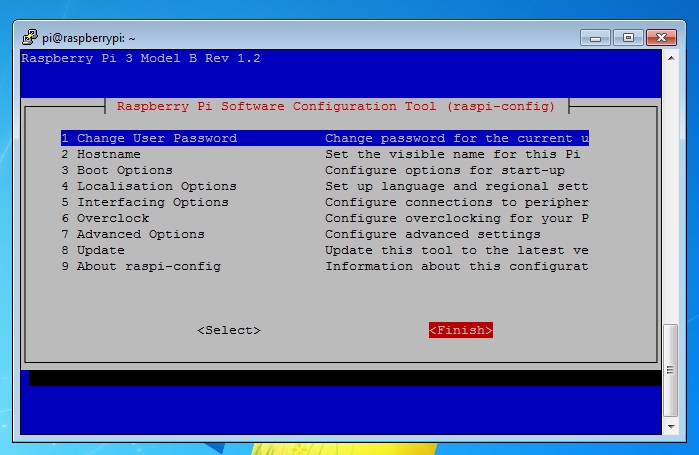 pi@raspberrypi: ~
Raspberry Pi 3 Model B Rev 1.2
Raspberry Pi Software Configuration Tool (raspi-config)
1 Change User Password Change password for the current u
2 Hostname Set the visible name for this Pi
3 Boot Options Configure options for start-up
4 Localisation Options Set up language and regional sett
5 Interfacing Options Configure connections to peripher
6 Overclock Configure overclocking for your P
7 Advanced Options Configure advanced settings
8 Update Update this tool to the latest ve
9 About raspi-config Information about this configurat
<Select> <Finish>